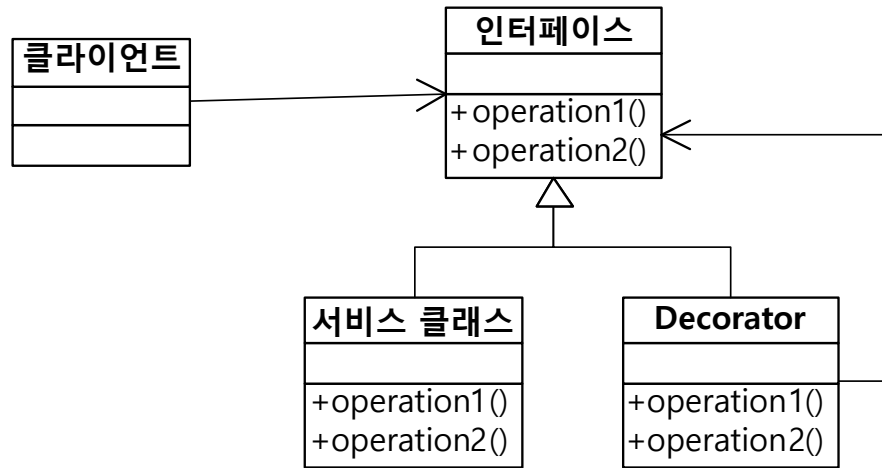 클라이언트
인터페이스
+operation1()
+operation2()
서비스 클래스
+operation1()
+operation2()
Decorator
+operation1()
+operation2()